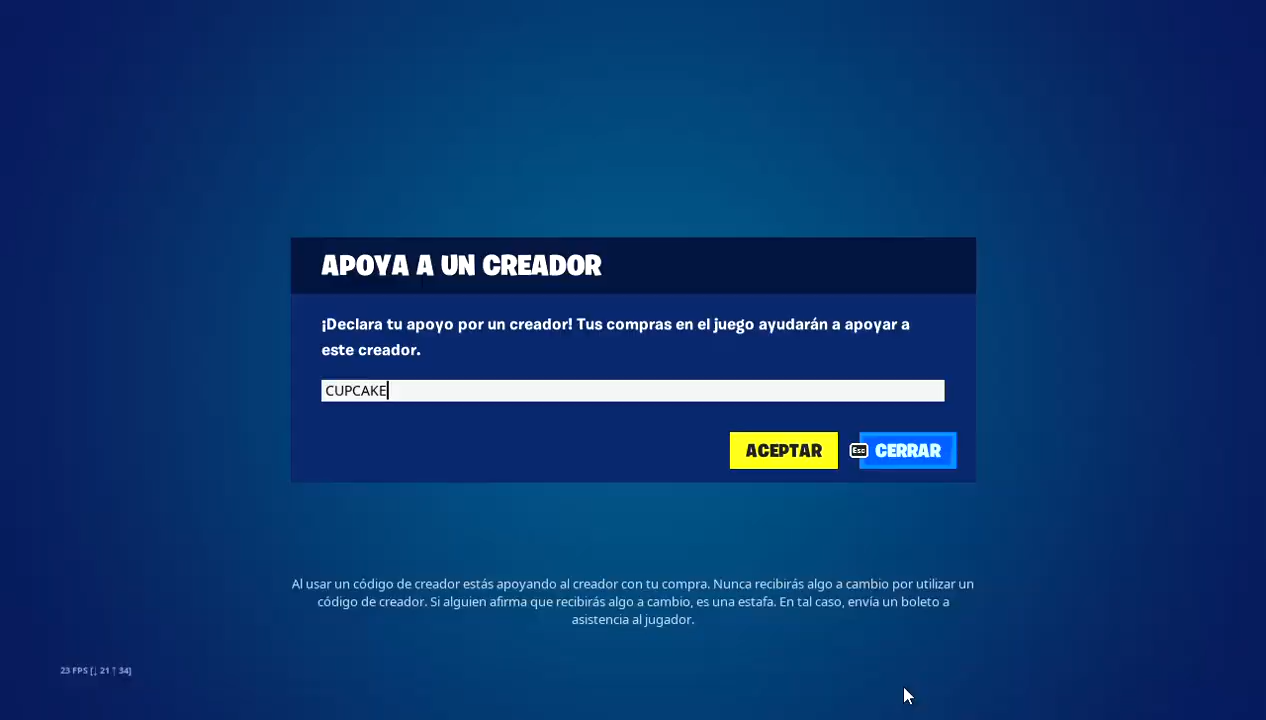 APOYA A UN CREADOR
¡Declara tu apoyo por un creador! Tus compras en el juego ayudarán a apoyar a
este creador.
CUPCAKE
ACEPTAR
Esc CERRAR
Al usar un código de creador estás apoyando al creador con tu compra. Nunca recibirás algo a cambio por utilizar un
código de creador. Si alguien afirma que recibirás algo a cambio, es una estafa. En tal caso, envía un boleto a
asistencia al jugador.
23 FPS [↓ 21 ↑ 34]